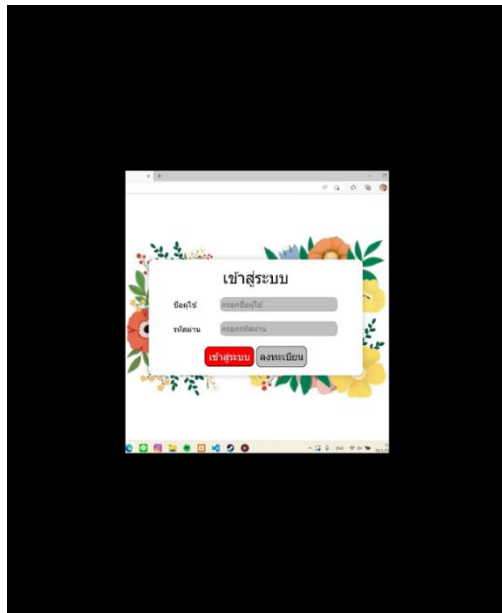 เข้าสู่ระบบ
ชื่อผู้ใช้ กรอกชื่อผู้ใช้
รหัสผ่าน กรอกรหัสผ่าน
เข้าสู่ระบบ ลงทะเบียน
ENG